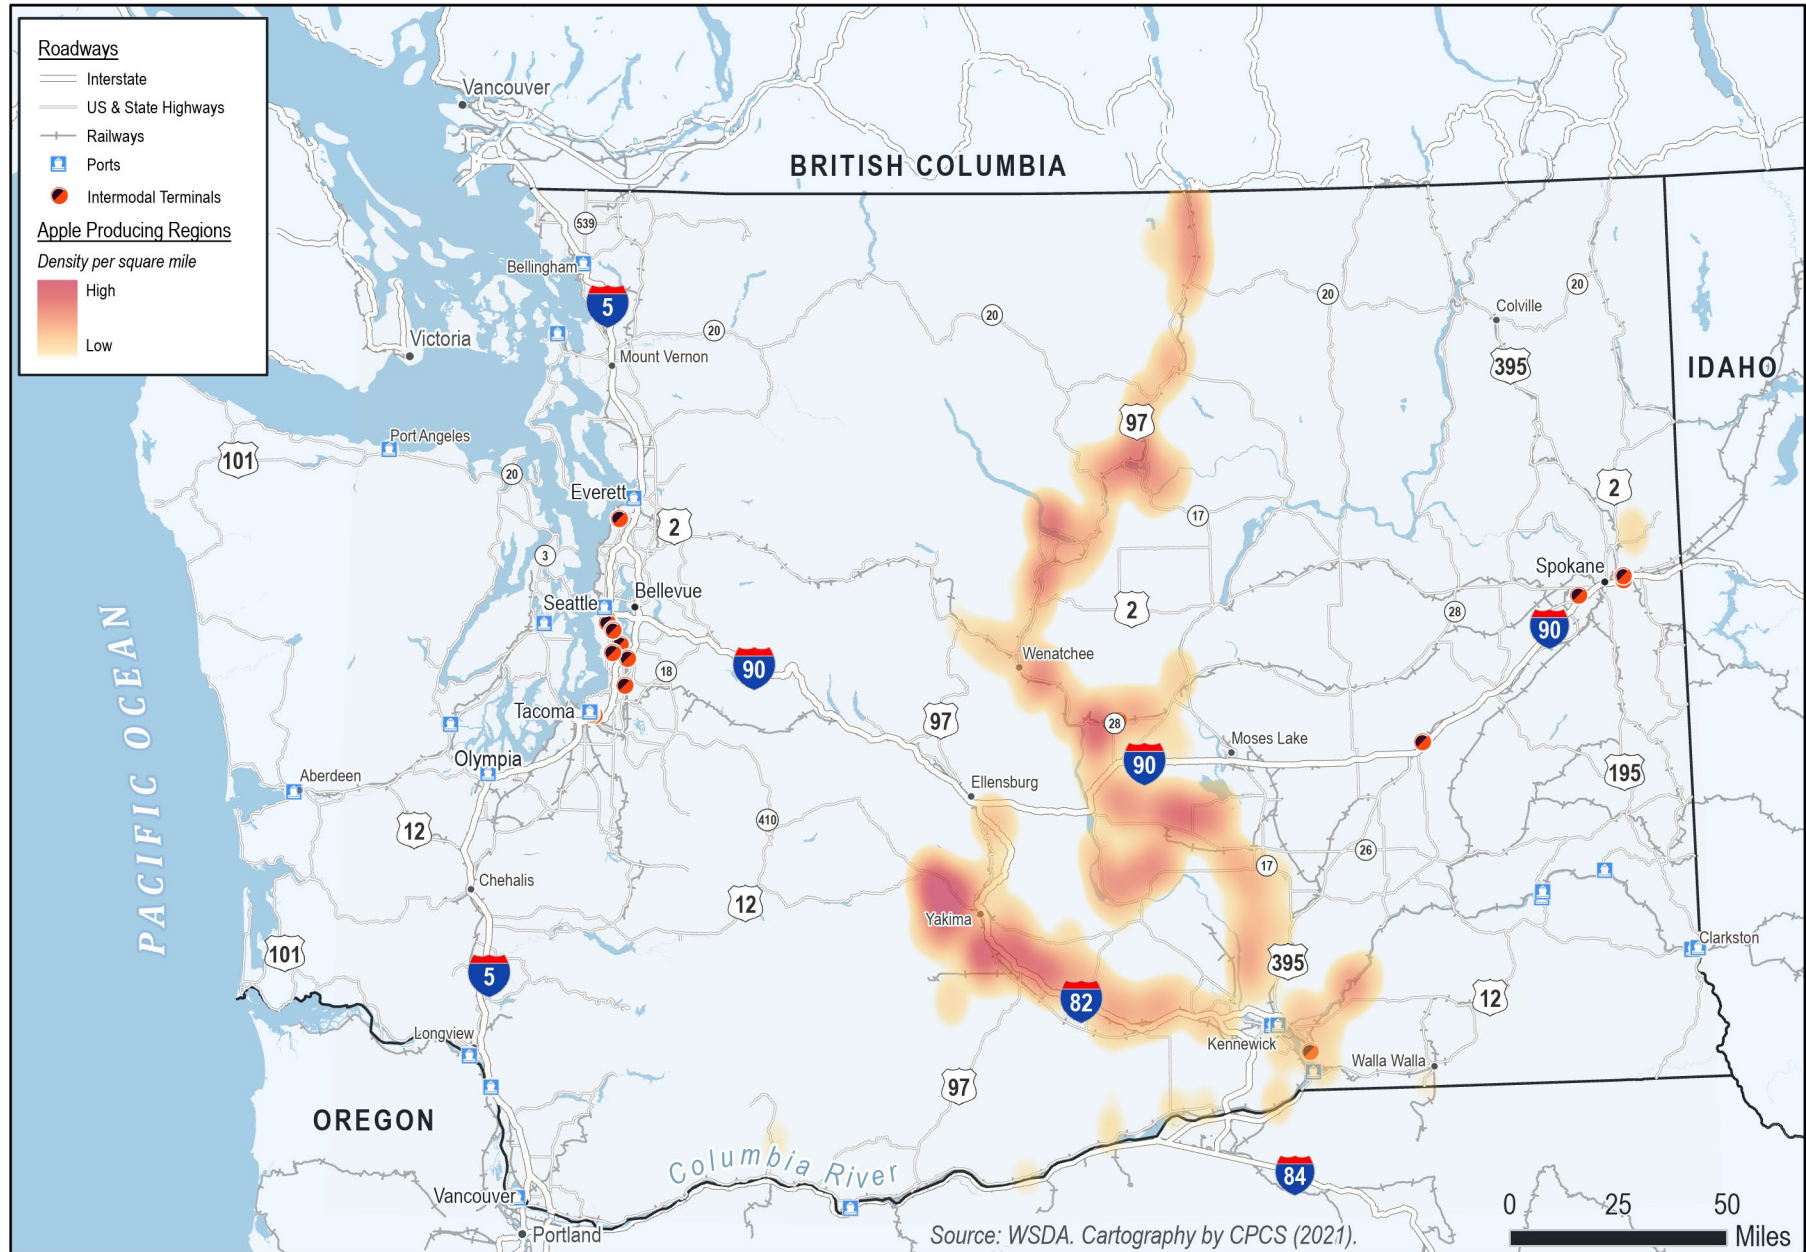 Roadways
Interstate
US & State Highways
Railways
Ports
Intermodal Terminals
Apple Producing Regions
Density per square mile
High
Low
Vancouver
BRITISH COLUMBIA
539
Bellingham
5
20
20
20
20
Colville
Victoria
Mount Vernon
395
IDAHO
97
Port Angeles
101
20
Everett
2
2
17
3
Spokane
Bellevue
Seattle
2
28
90
Wenatchee
90
18
Tacoma
97
28
Moses Lake
Olympia
90
195
Aberdeen
Ellensburg
PACIFIC OCEAN
12
410
26
17
Chehalis
12
Yakima
Clarkston
101
395
5
82
12
Longview
Kennewick
Walla Walla
97
OREGON
Columbia River
84
Vancouver
0 25 50
Miles
Portland
Source: WSDA. Cartography by CPCS (2021).